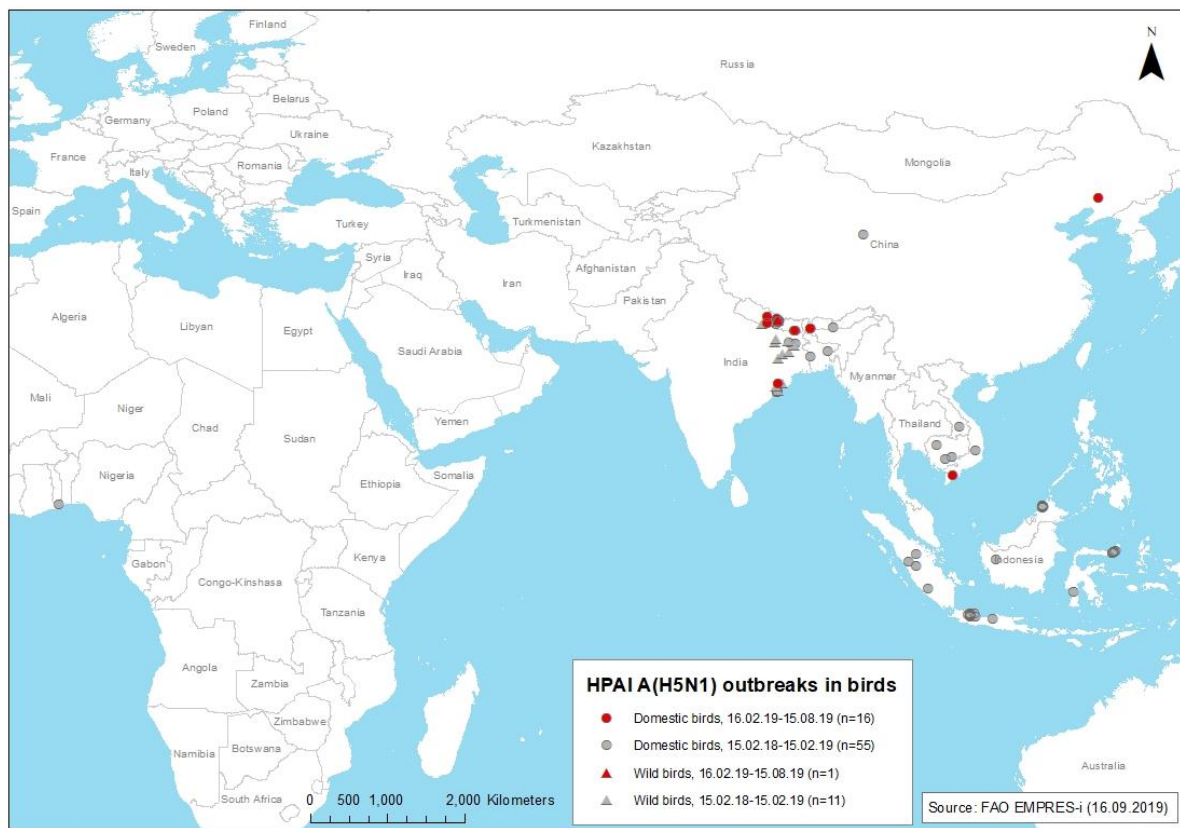 Finland
Sweden
N
Russia
Belarus
Poland
Germany
Ukraine
Kazakhstan
France
Mongolia
Romania
Italy
Spain
Turkmenistan
Turkey
China
Syria
Afghanistan
Iraq
Iran
Pakistan
Algeria
Libyan
Egypt
Saudi Arabia
India
Myanmar
Mali
Niger
Chad
Sudan
Yemen
Thailand
Nigeria
Ethiopia
Somalia
Gabon
Kenya
Indonesia
Congo-Kinshasa
Tanzania
Angola
Zambia
Zimbabwe
Namibia
Botswana
South Africa
Australia
0 500 1,000 2,000 Kilometers
HPAI A(H5N1) outbreaks in birds
Domestic birds, 16.02.19-15.08.19 (n=16)
Domestic birds, 15.02.18-15.02.19 (n=55)
Wild birds, 16.02.19-15.08.19 (n=1)
Wild birds, 15.02.18-15.02.19 (n=11)
Source: FAO EMPRES-i (16.09.2019)